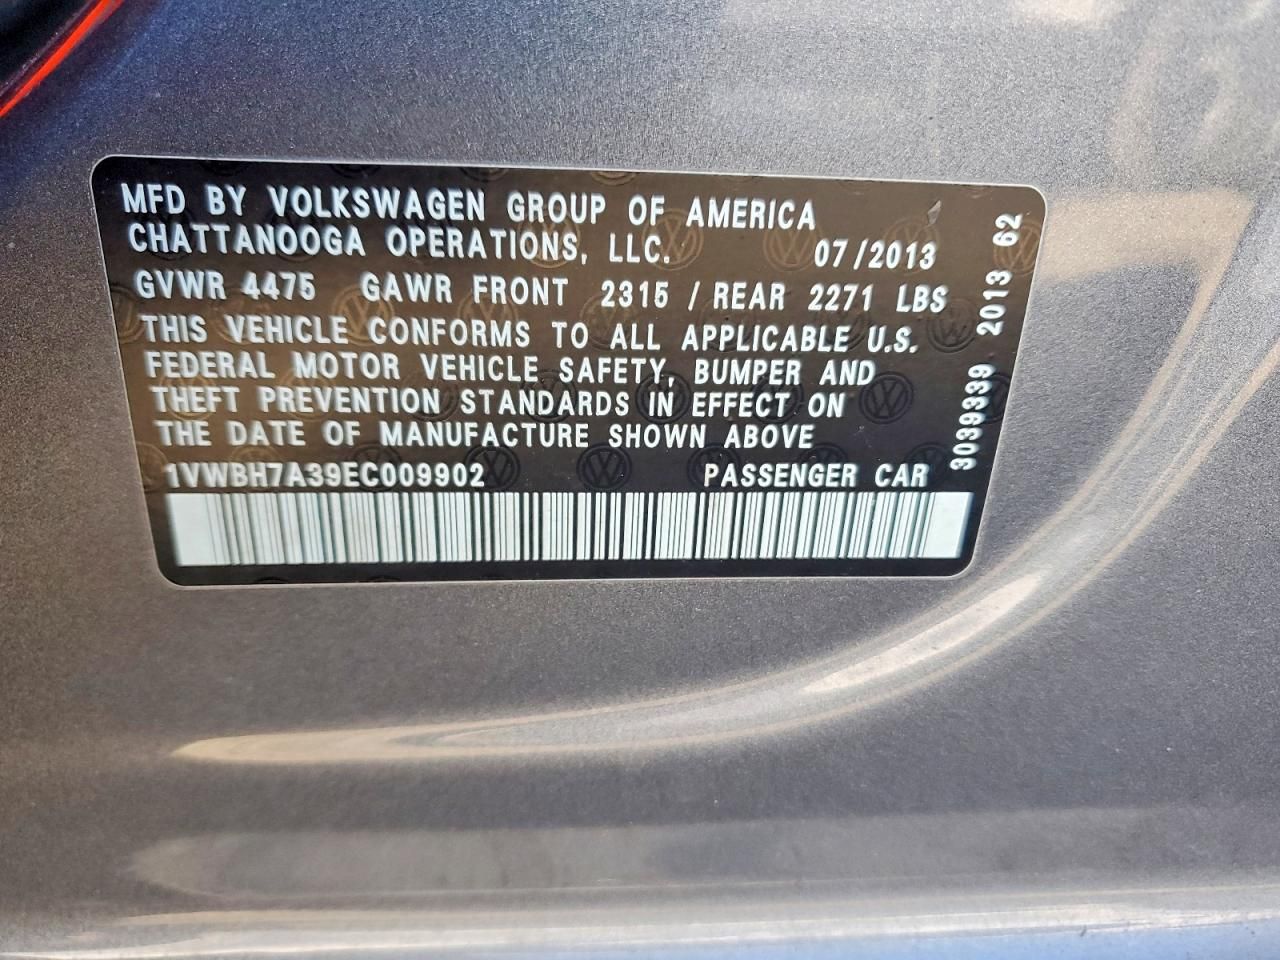 MFD BY VOLKSWAGEN GROUP OF AMERICA
CHATTANOOGA OPERATIONS, LLC. 07/2013
GVWR 4475 GAWR FRONT 2315 / REAR 2271 LBS
THIS VEHICLE CONFORMS TO ALL APPLICABLE U.S.
FEDERAL MOTOR VEHICLE SAFETY, BUMPER AND
THEFT PREVENTION STANDARDS IN EFFECT ON
THE DATE OF MANUFACTURE SHOWN ABOVE
1VWBH7A39EC009902 PASSENGER CAR
3039339 2013 62